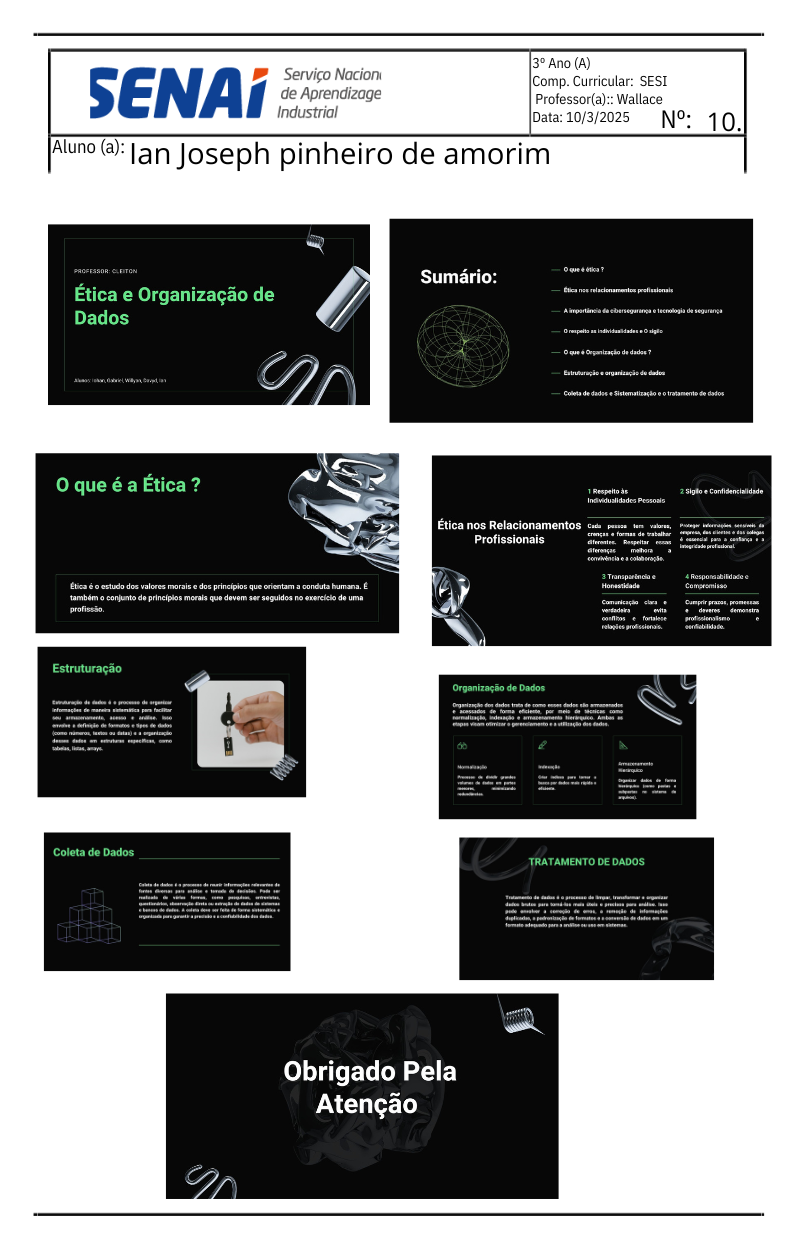 SENAI
Serviço Nacion
de Aprendizage
Industrial
3º Ano (A)
Comp. Curricular: SESI
Professor(a):: Wallace
Data: 10/3/2025
Nº: 10.
Aluno (a): Ian Joseph pinheiro de amorim
PROFESSOR: CLEITON
Ética e Organização de
Dados
Alunos: Iohan, Gabriel, Willyan, Davyd, Ian
Sumário:
O que é ética ?
Ética nos relacionamentos profissionais
A importância da cibersegurança e tecnologia de segurança
O respeito as individualidades e O sigilo
O que é Organização de dados ?
Estruturação e organização de dados
Coleta de dados e Sistematização e o tratamento de dados
O que é a Ética ?
Ética é o estudo dos valores morais e dos princípios que orientam a conduta humana. É
também o conjunto de princípios morais que devem ser seguidos no exercício de uma
profissão.
Ética nos Relacionamentos
Profissionais
1 Respeito às
Individualidades Pessoais
Cada pessoa tem valores,
crenças e formas de trabalhar
diferentes. Respeitar essas
diferenças melhora a
convivência e a colaboração.
2 Sigilo e Confidencialidade
Proteger informações sensíveis da
empresa, dos clientes e dos colegas
é essencial para a confiança e a
integridade profissional.
3 Transparência e
Honestidade
Comunicação clara e
verdadeira evita
conflitos e fortalece
relações profissionais.
4 Responsabilidade e
Compromisso
Cumprir prazos, promessas
e deveres demonstra
profissionalismo e
confiabilidade.
Estruturação
Estruturação de dados é o processo de organizar
informações de maneira sistemática para facilitar
seu armazenamento, acesso e análise. Isso
envolve a definição de formatos e tipos de dados
(como números, textos ou datas) e a organização
desses dados em estruturas específicas, como
tabelas, listas, arrays.
Organização de Dados
Organização dos dados trata de como esses dados são armazenados
e acessados de forma eficiente, por meio de técnicas como
normalização, indexação e armazenamento hierárquico. Ambas as
etapas visam otimizar o gerenciamento e a utilização dos dados.
Normalização
Processo de dividir grandes
volumes de dados em partes
menores, minimizando
redundâncias.
Indexação
Criar índices para tornar a
busca por dados mais rápida e
eficiente.
Armazenamento
Hierárquico
Organizar dados de forma
hierárquica (como pastas e
subpastas no sistema de
arquivos).
Coleta de Dados
Coleta de dados é o processo de reunir informações relevantes de
fontes diversas para análise e tomada de decisões. Pode ser
realizada de várias formas, como pesquisas, entrevistas,
questionários, observação direta ou extração de dados de sistemas
e bancos de dados. A coleta deve ser feita de forma sistemática e
organizada para garantir a precisão e a confiabilidade dos dados.
TRATAMENTO DE DADOS
Tratamento de dados é o processo de limpar, transformar e organizar
dados brutos para torná-los mais úteis e precisos para análise. Isso
pode envolver a correção de erros, a remoção de informações
duplicadas, a padronização de formatos e a conversão de dados em um
formato adequado para a análise ou uso em sistemas.
Obrigado Pela
Atenção